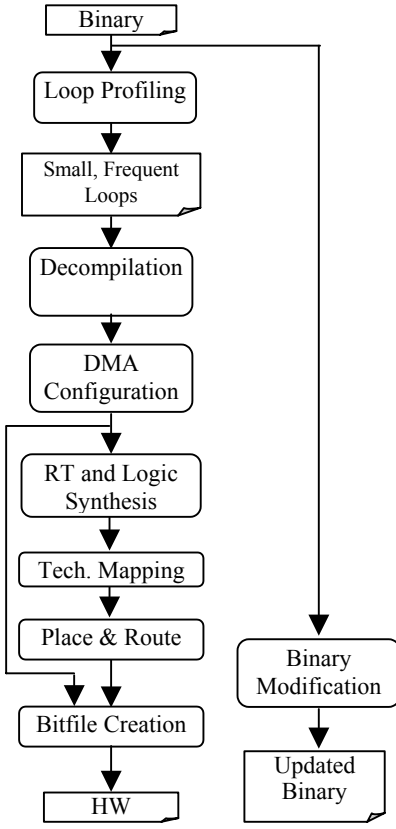 Binary
Loop Profiling
Small, Frequent
Loops
Decompilation
DMA
Configuration
RT and Logic
Synthesis
Tech. Mapping
Place & Route
Bitfile Creation
HW
Binary
Modification
Updated
Binary